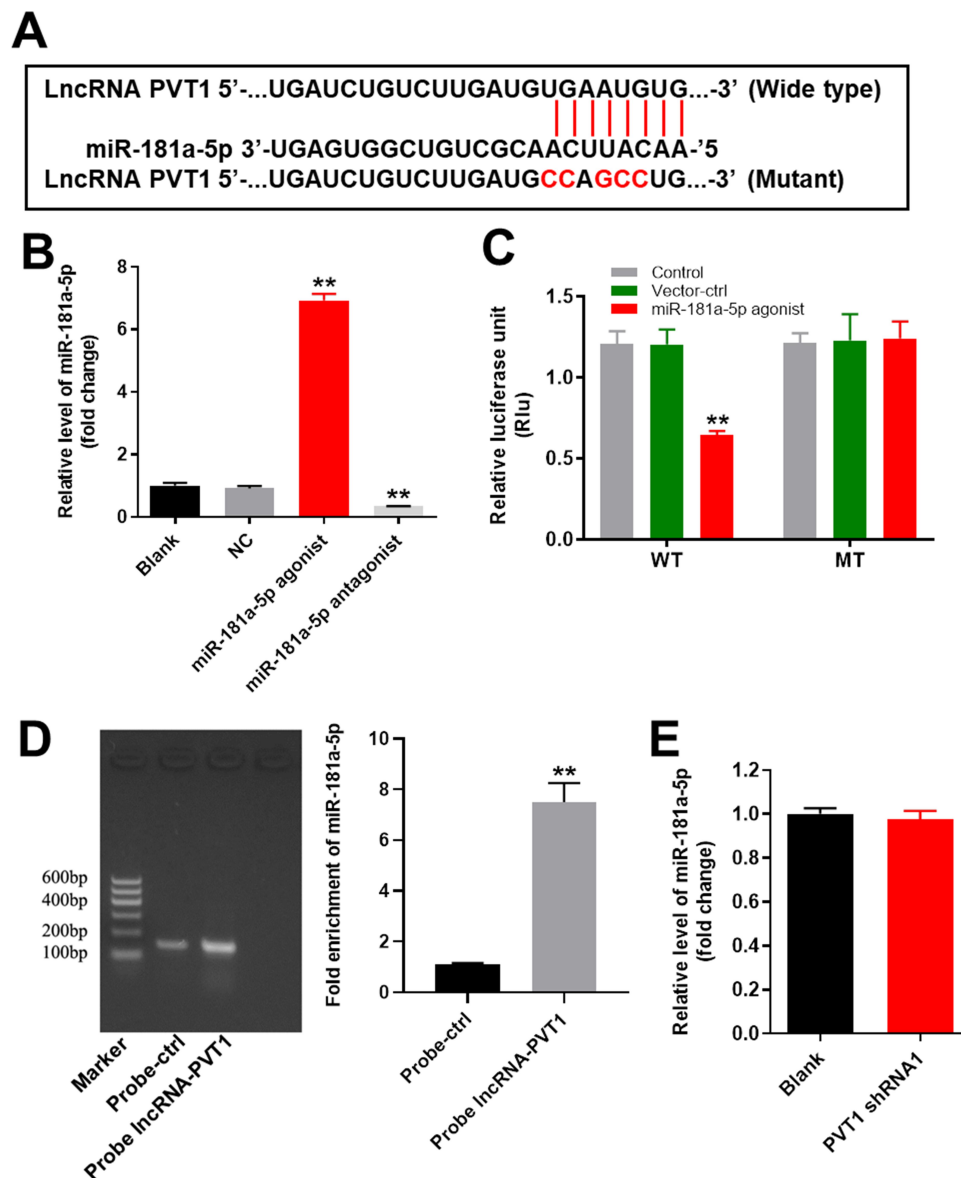 A
LncRNA PVT1 5’-...UGAUCUGUCUUGAUGUGAAUGUG...-3’ (Wide type)
miR-181a-5p 3’-UGAGUGGCUGUCGCAACUUACAA-’5
LncRNA PVT1 5’-...UGAUCUGUCUUGAUGCCAGCCUG...-3’ (Mutant)
B
Relative level of miR-181a-5p
(fold change)
8
6
4
2
0
**
**
Blank
NC
miR-181a-5p agonist
miR-181a-5p antagonist
C
Control
Vector-ctrl
miR-181a-5p agonist
Relative luciferase unit
(Rlu)
1.5
1.0
0.5
0.0
**
WT
MT
D
600bp
400bp
200bp
100bp
Marker
Probe-ctrl
Probe lncRNA-PVT1
Fold enrichment of miR-181a-5p
10
8
6
4
2
0
**
Probe-ctrl
Probe lncRNA-PVT1
E
Relative level of miR-181a-5p
(fold change)
1.2
1.0
0.8
0.6
0.4
0.2
0.0
Blank
PVT1 shRNA1